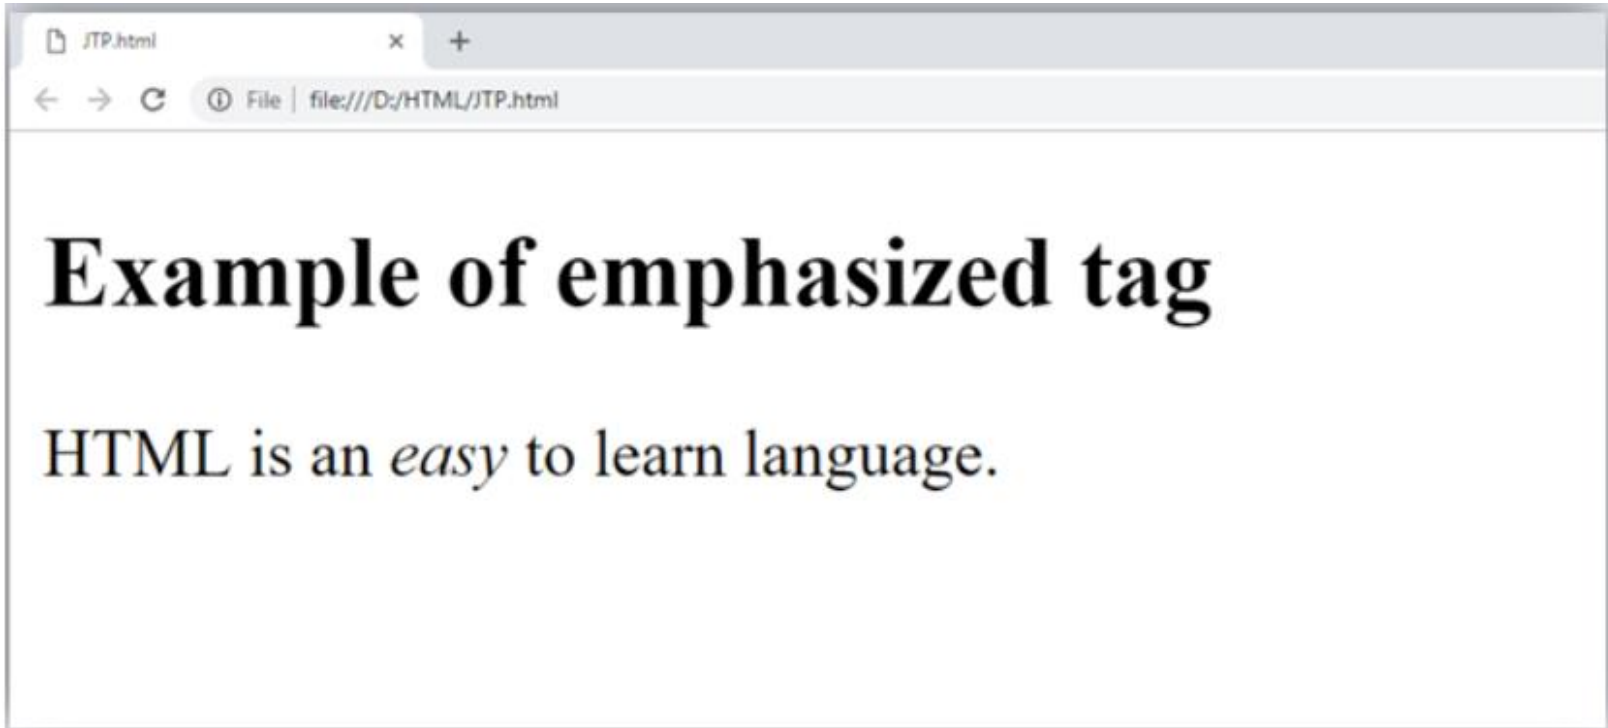 JTP.html
File file:///D:/HTML/JTP.html
Example of emphasized tag
HTML is an easy to learn language.